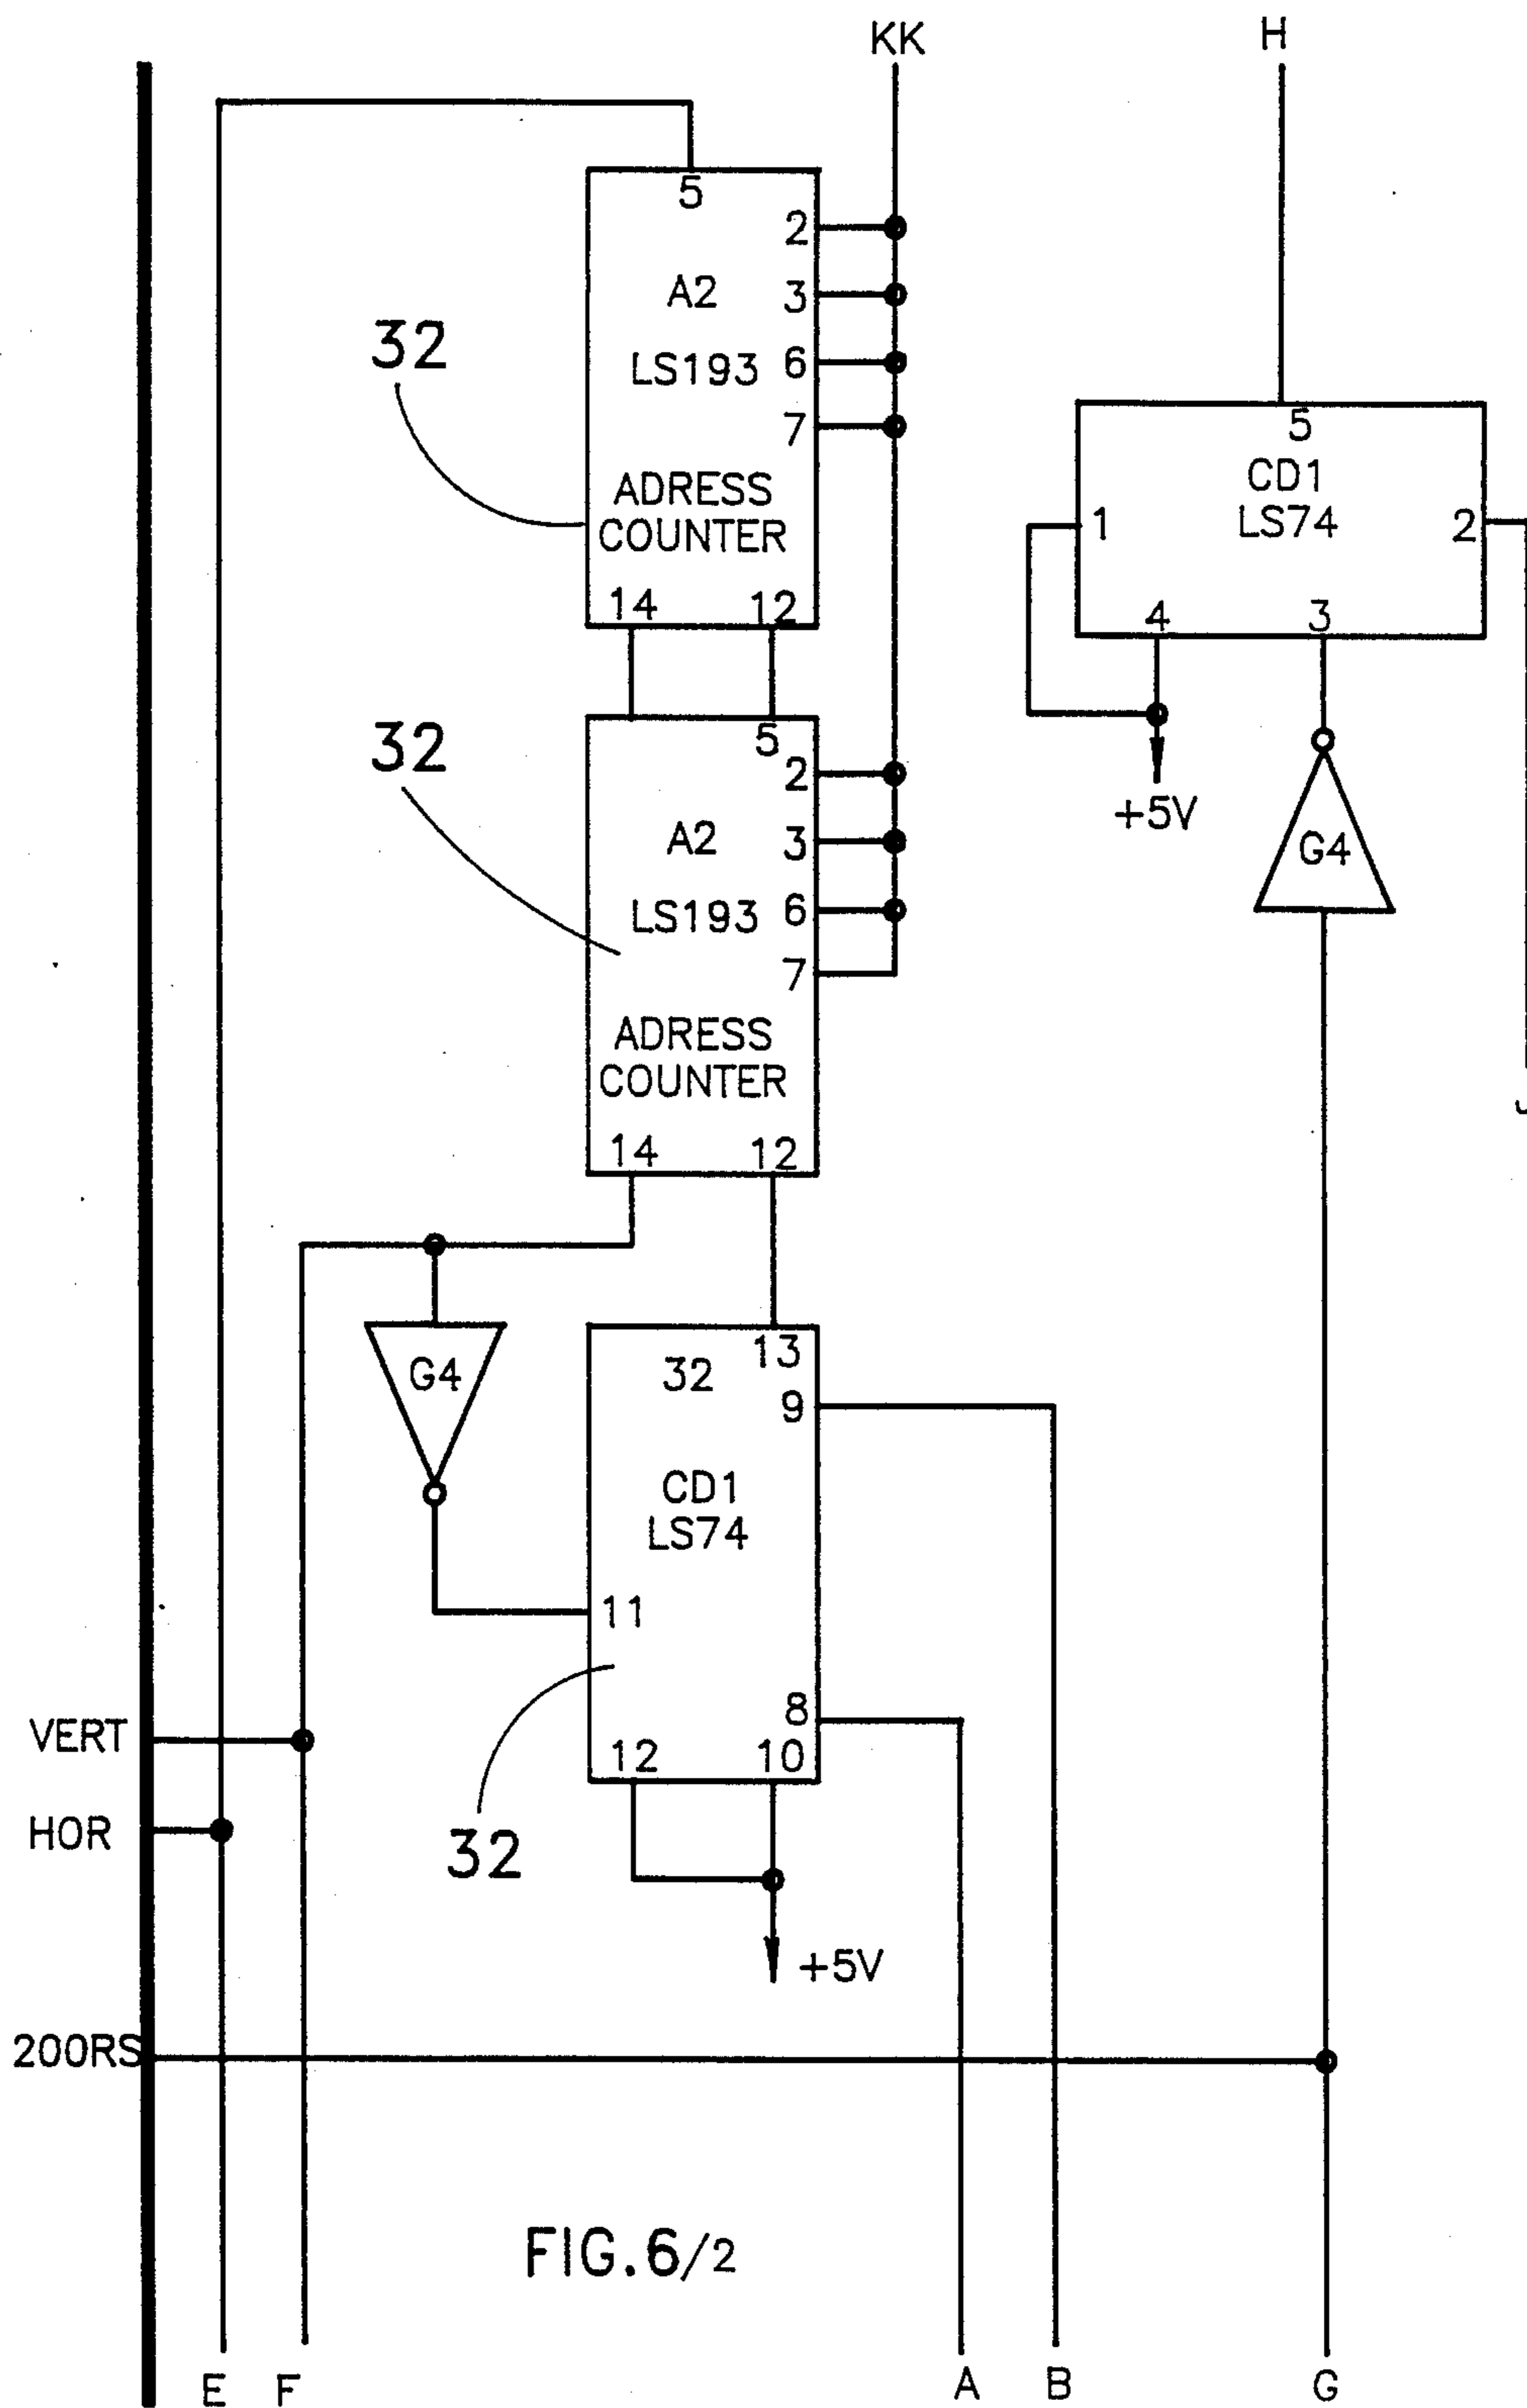 KK
H
5
2
A2
3
32
LS193
6
7
ADRESS
COUNTER
14
12
5
CD1
LS74
1
2
4
3
+5V
G4
5
2
32
A2
3
LS193
6
7
ADRESS
COUNTER
14
12
G4
13
32
9
CD1
LS74
11
8
12
10
32
+5V
VERT
HOR
200RS
FIG.6/2
E
F
A
B
G